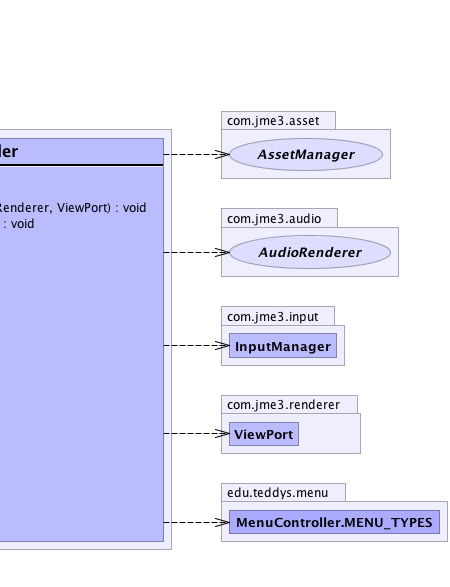 der
Renderer, ViewPort) : void
: void
com.jme3.asset
AssetManager
com.jme3.audio
AudioRenderer
com.jme3.input
InputManager
com.jme3.renderer
ViewPort
edu.teddys.menu
MenuController.MENU_TYPES